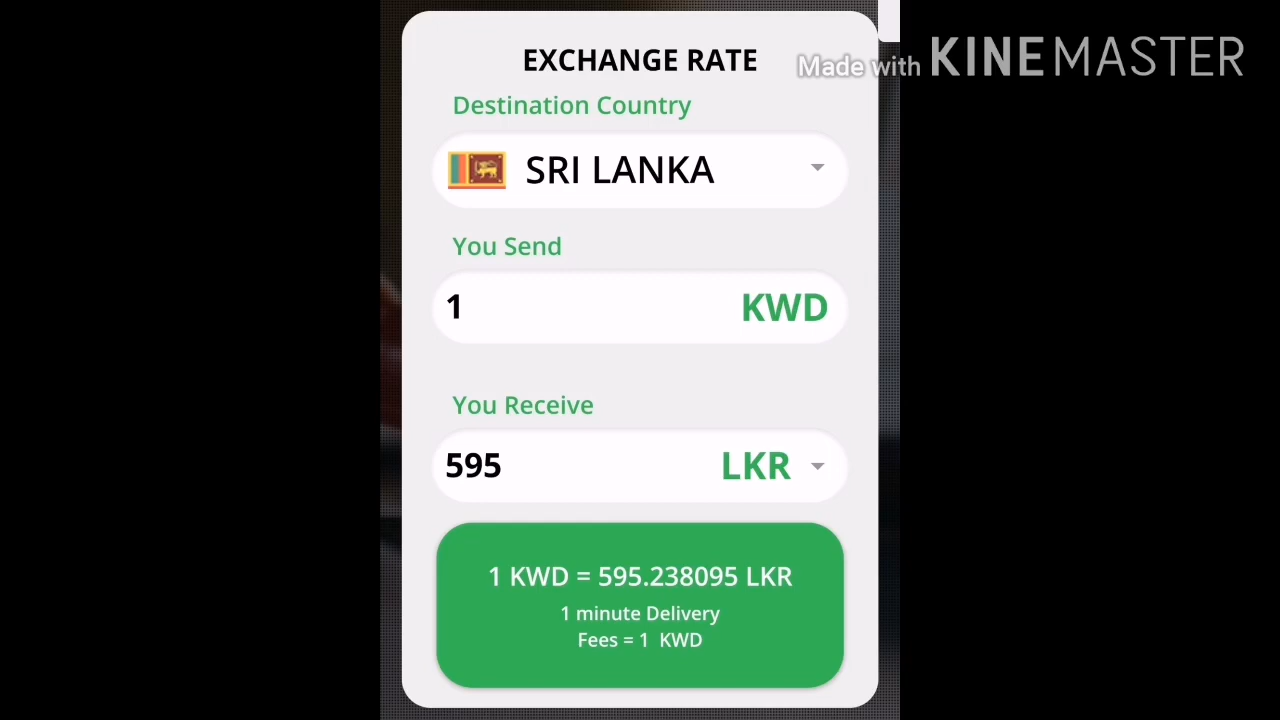 EXCHANGE RATE
Made with KINEMASTER
Destination Country
SRI LANKA
You Send
1 KWD
You Receive
595 LKR
1 KWD = 595.238095 LKR
1 minute Delivery
Fees = 1 KWD